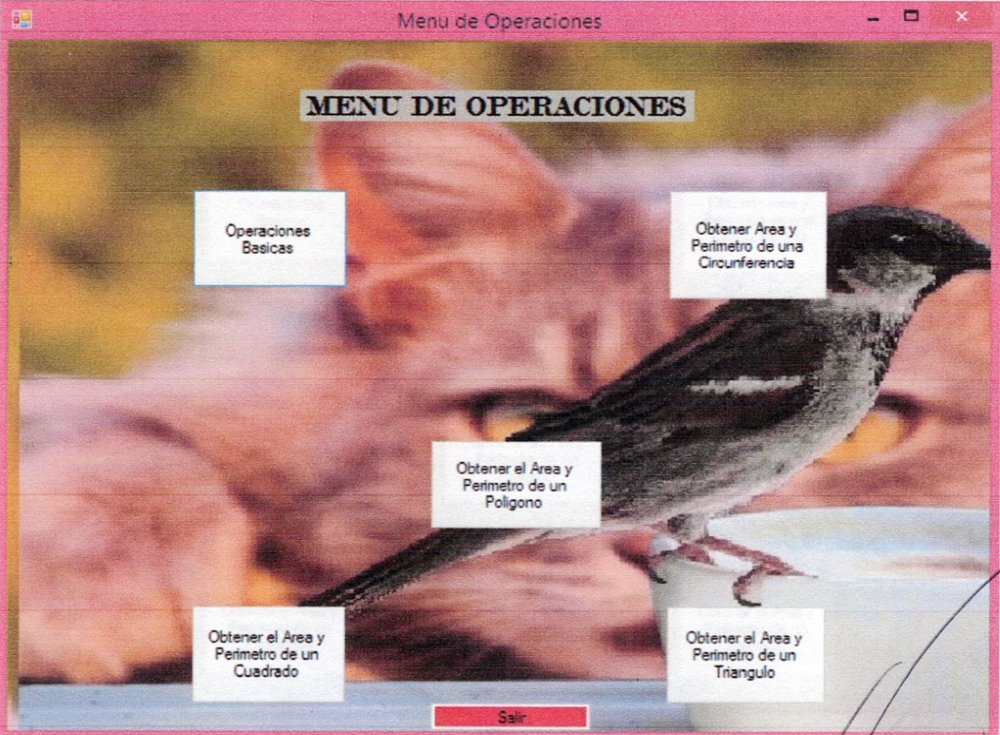 Menu de Operaciones
MENU DE OPERACIONES
Operaciones
Basicas
Obtener Area y
Perimetro de una
Circunferencia
Obtener el Area y
Perimetro de un
Poligono
Obtener el Area y
Perimetro de un
Cuadrado
Obtener el Area y
Perimetro de un
Triangulo
Salir